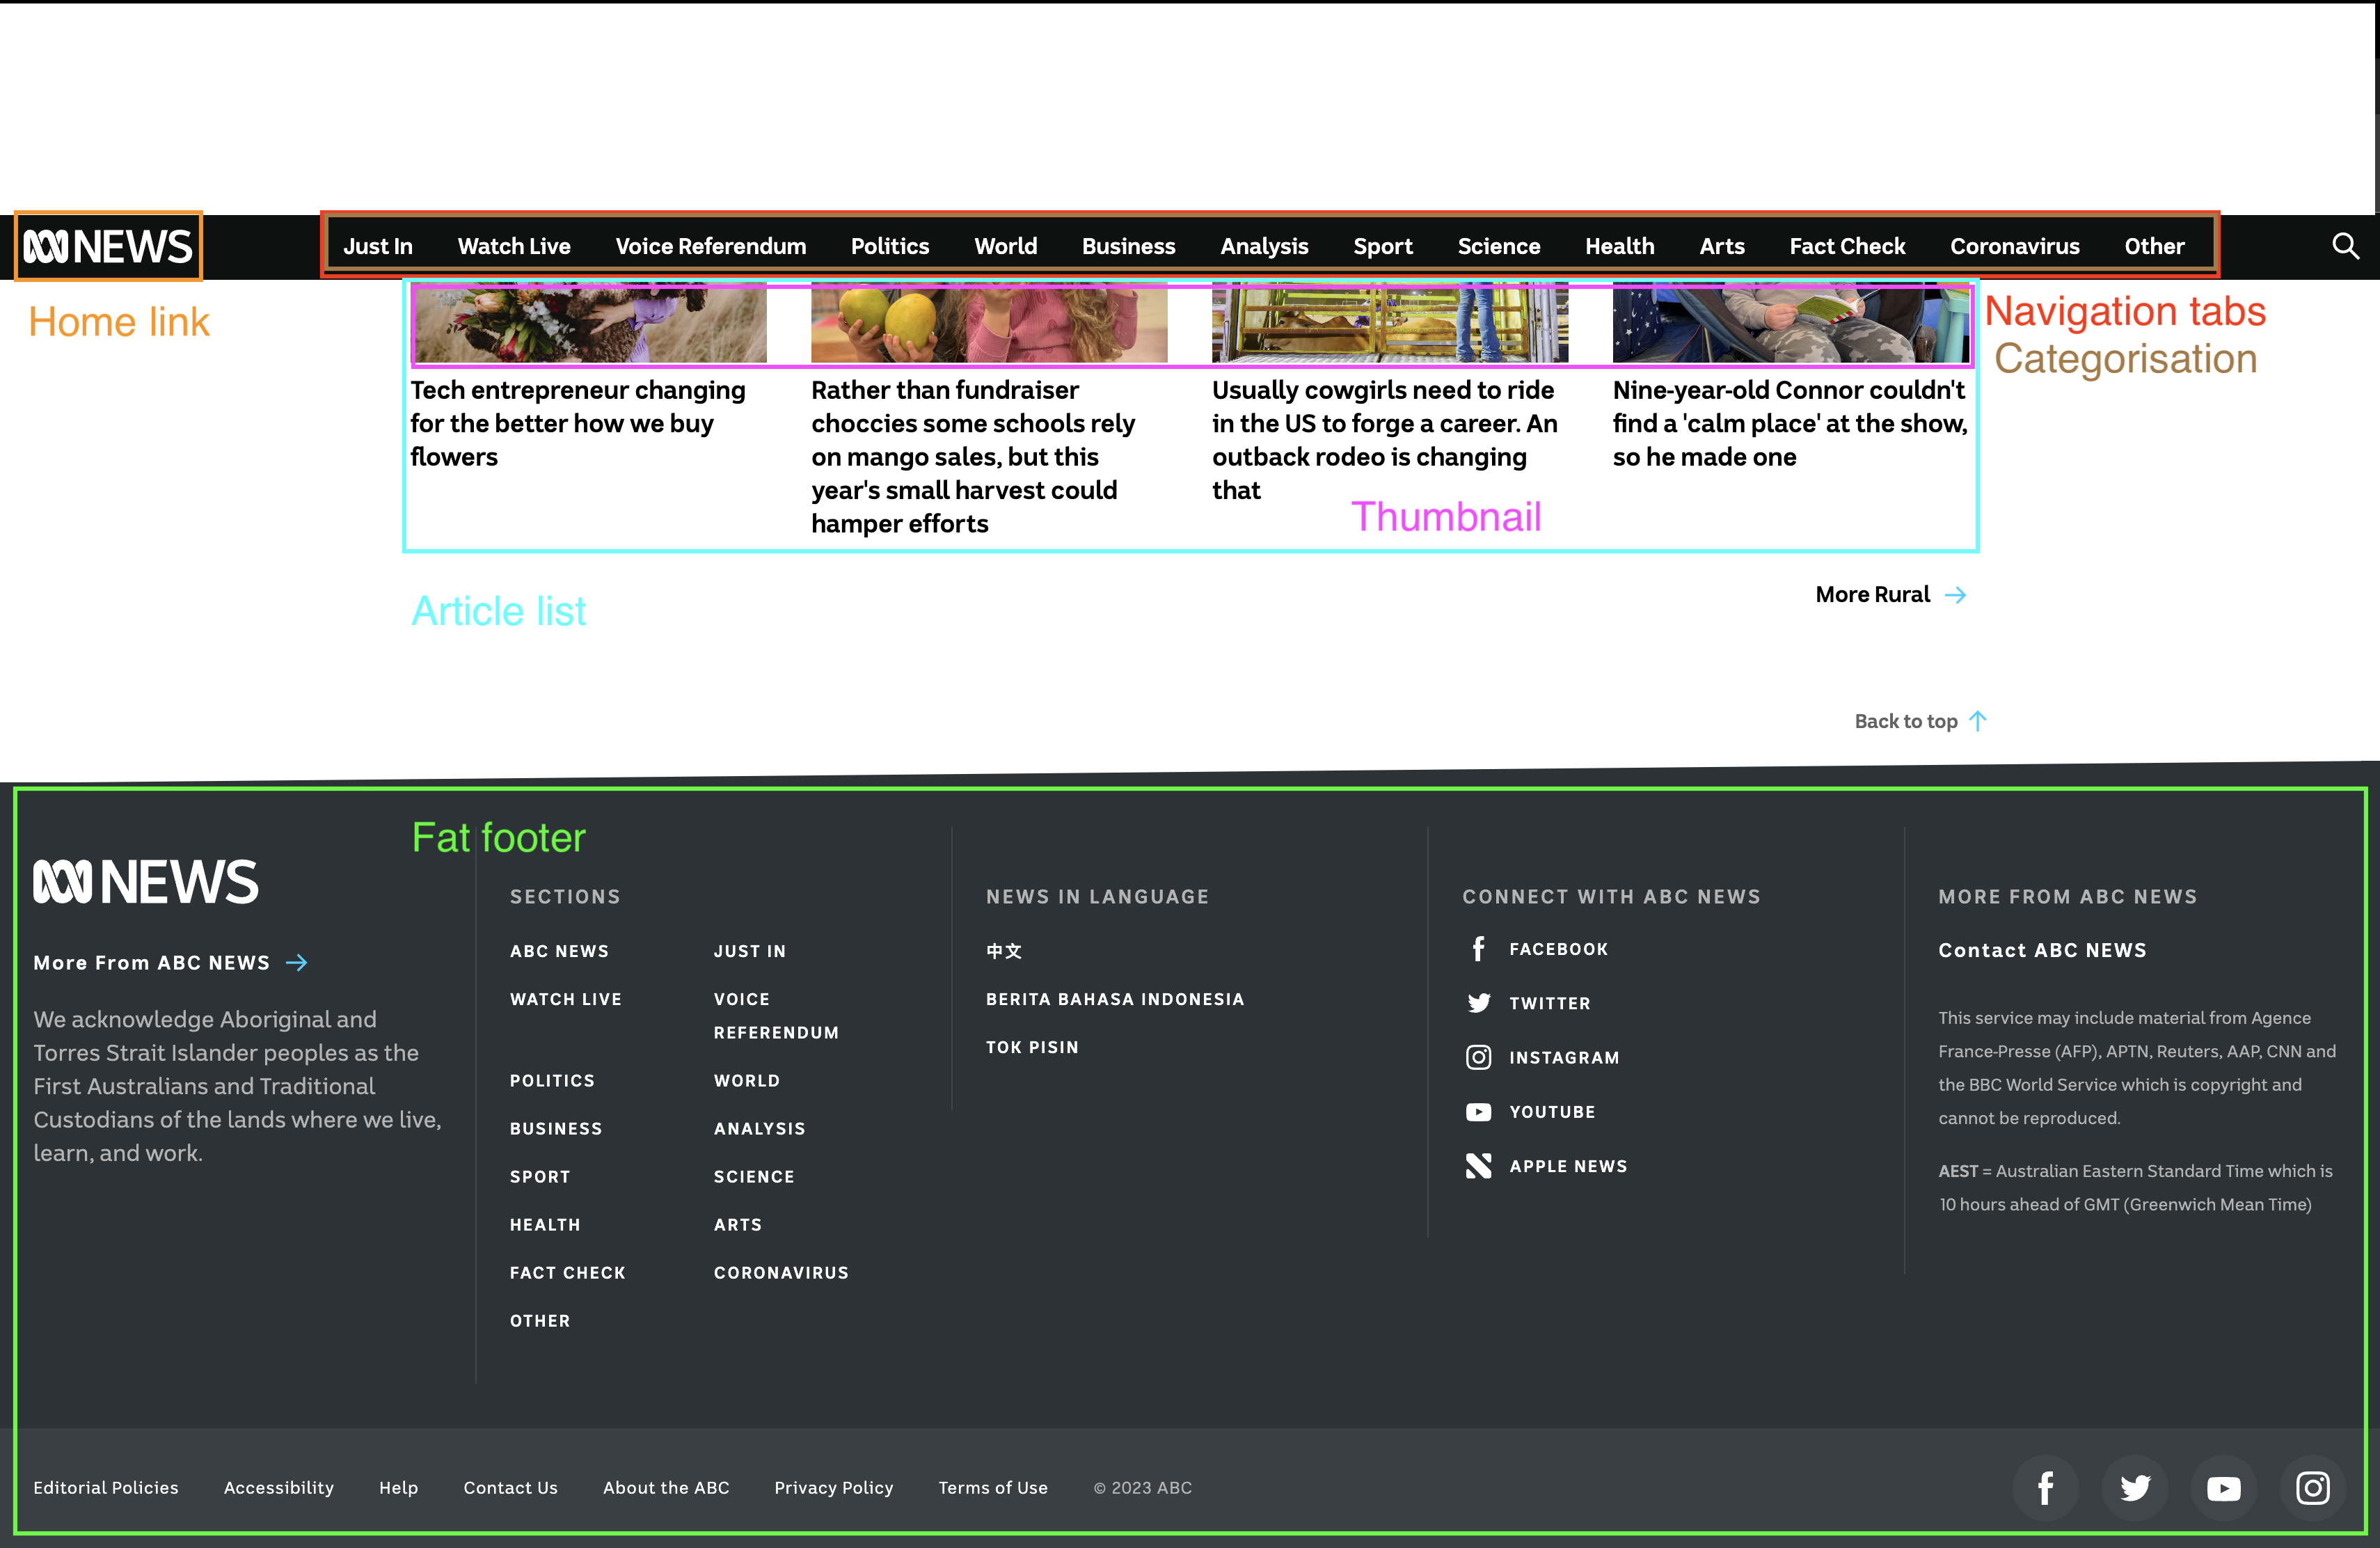 NEWS
Just In
Watch Live
Voice Referendum
Politics
World
Business
Analysis
Sport
Science
Health
Arts
Fact Check
Coronavirus
Other
Home link
Navigation tabs
Categorisation
Tech entrepreneur changing
for the better how we buy
flowers
Rather than fundraiser
choccies some schools rely
on mango sales, but this
year's small harvest could
hamper efforts
Usually cowgirls need to ride
in the US to forge a career. An
outback rodeo is changing
that
Nine-year-old Connor couldn't
find a 'calm place' at the show,
so he made one
Thumbnail
Article list
More Rural
Back to top
Fat footer
NEWS
More From ABC NEWS
We acknowledge Aboriginal and
Torres Strait Islander peoples as the
First Australians and Traditional
Custodians of the lands where we live,
learn, and work.
SECTIONS
ABC NEWS
JUST IN
WATCH LIVE
VOICE
REFERENDUM
POLITICS
WORLD
BUSINESS
ANALYSIS
SPORT
SCIENCE
HEALTH
ARTS
FACT CHECK
CORONAVIRUS
OTHER
NEWS IN LANGUAGE
中文
BERITA BAHASA INDONESIA
TOK PISIN
CONNECT WITH ABC NEWS
FACEBOOK
TWITTER
INSTAGRAM
YOUTUBE
APPLE NEWS
MORE FROM ABC NEWS
Contact ABC NEWS
This service may include material from Agence
France-Presse (AFP), APTN, Reuters, AAP, CNN and
the BBC World Service which is copyright and
cannot be reproduced.
AEST = Australian Eastern Standard Time which is
10 hours ahead of GMT (Greenwich Mean Time)
Editorial Policies
Accessibility
Help
Contact Us
About the ABC
Privacy Policy
Terms of Use
© 2023 ABC